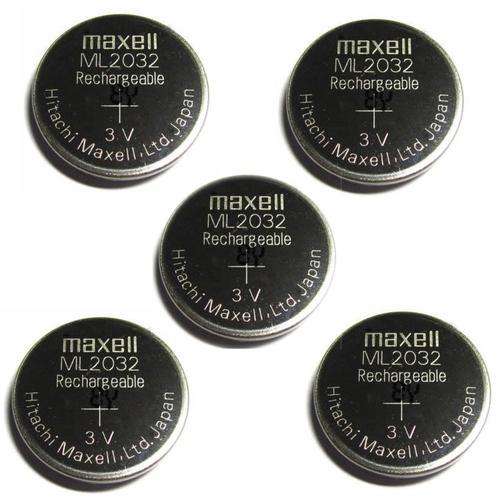 maxell
ML2032
Rechargeable
+
3 V
Hitachi Maxell, Ltd. Japan
maxell
ML2032
Rechargeable
+
3 V
Hitachi Maxell, Ltd. Japan
maxell
ML2032
Rechargeable
+
3 V
Hitachi Maxell, Ltd. Japan
maxell
ML2032
Rechargeable
+
3 V
Hitachi Maxell, Ltd. Japan
maxell
ML2032
Rechargeable
+
3 V
Hitachi Maxell, Ltd. Japan